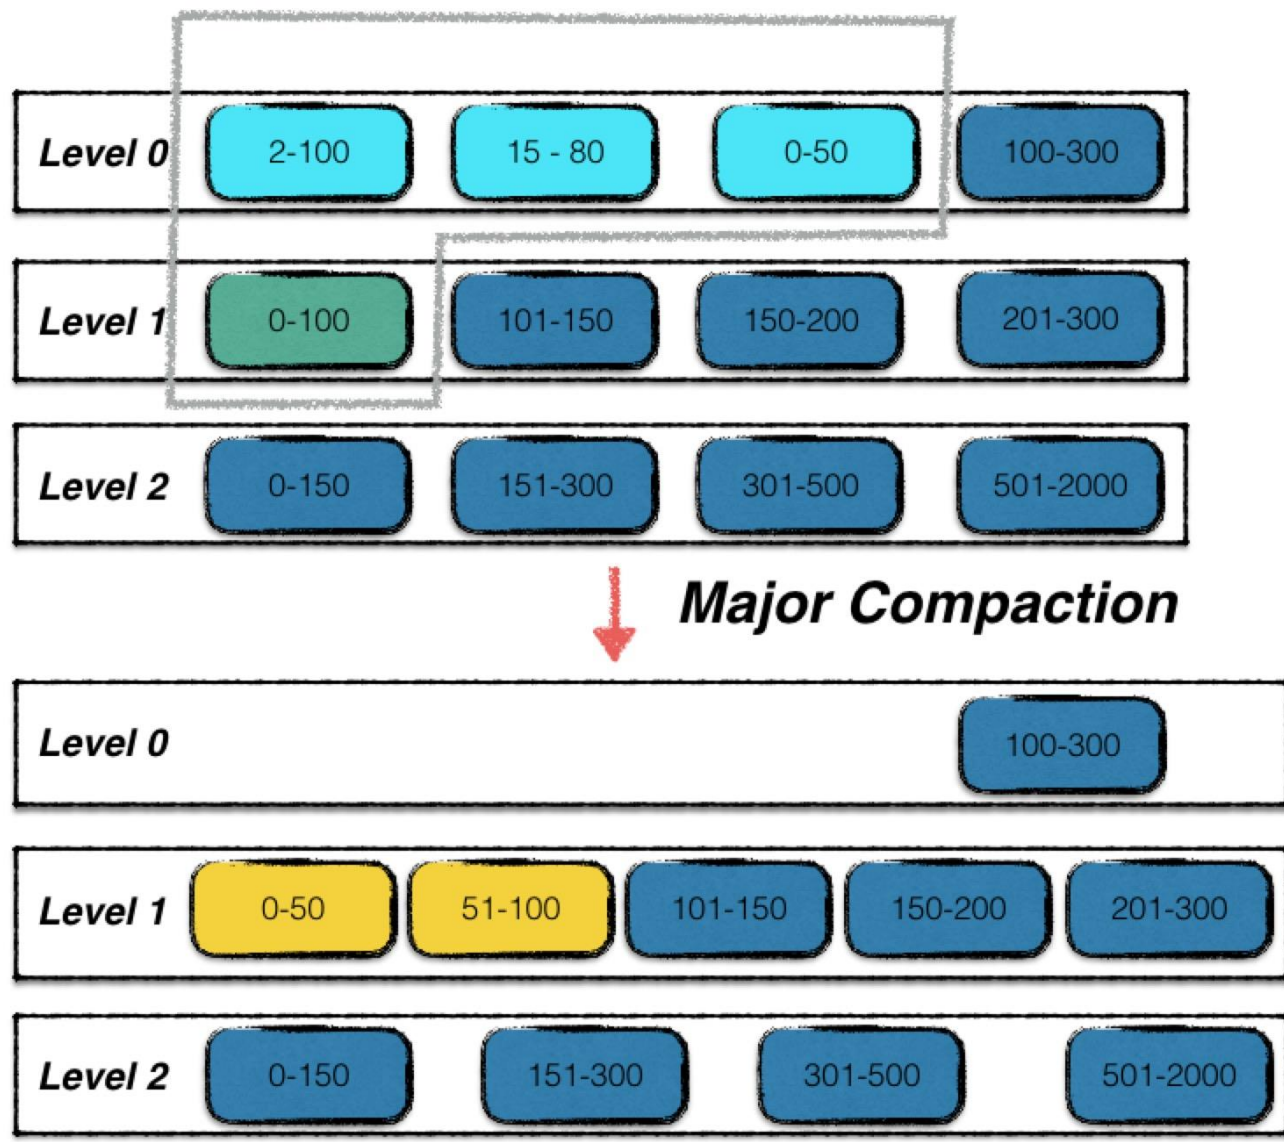 Level 0 2-100 15 - 80 0-50 100-300
Level 1 0-100 101-150 150-200 201-300
Level 2 0-150 151-300 301-500 501-2000
Major Compaction
Level 0 100-300
Level 1 0-50 51-100 101-150 150-200 201-300
Level 2 0-150 151-300 301-500 501-2000